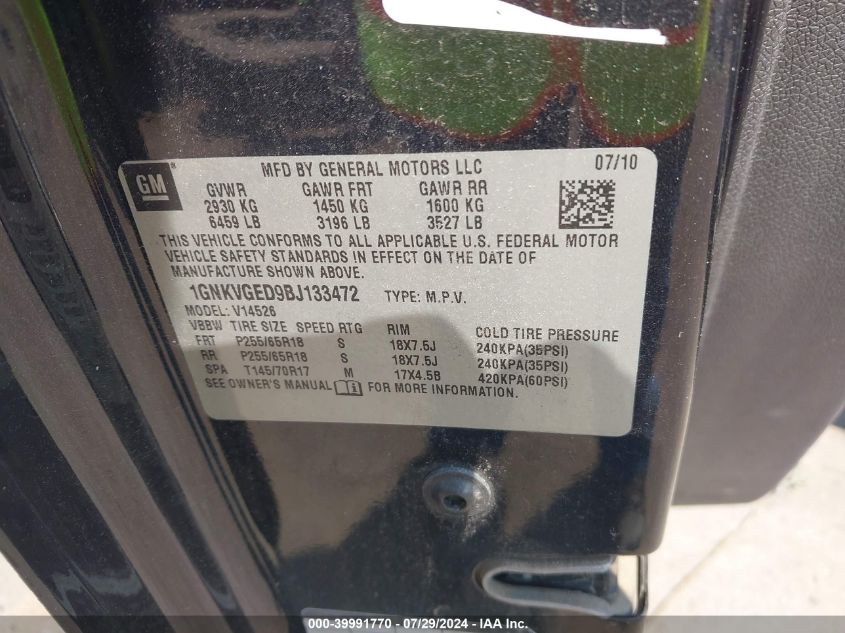 GM
MFD BY GENERAL MOTORS LLC 07/10
GVWR GAWR FRT GAWR RR
2930 KG 1450 KG 1600 KG
6459 LB 3196 LB 3527 LB
THIS VEHICLE CONFORMS TO ALL APPLICABLE U.S. FEDERAL MOTOR
VEHICLE SAFETY STANDARDS IN EFFECT ON THE DATE OF
MANUFACTURE SHOWN ABOVE.
1GNKVGED9BJ133472 TYPE: M.P.V.
MODEL: V14526
VBBW TIRE SIZE SPEED RTG RIM COLD TIRE PRESSURE
FRT P255/65R18 S 18X7.5J 240KPA(35PSI)
RR P255/65R18 S 18X7.5J 240KPA(35PSI)
SPA T145/70R17 M 17X4.5B 420KPA(60PSI)
SEE OWNER'S MANUAL FOR MORE INFORMATION.
000-39991770 - 07/29/2024 - IAA Inc.